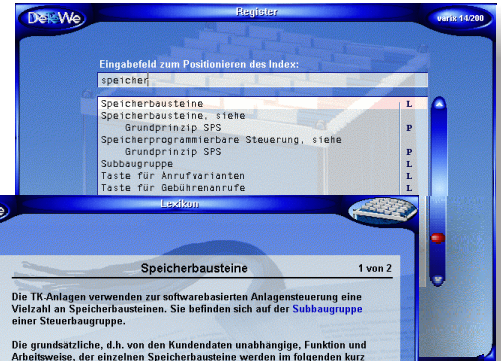 DeTeWe
Register
varix 14/200
Eingabefeld zum Positionieren des Index:
speicher
Speicherbausteine L
Speicherbausteine, siehe
Grundprinzip SPS P
Speicherprogrammierbare Steuerung, siehe
Grundprinzip SPS P
Subbaugruppe L
Taste für Anrufvarianten L
Taste für Gebührenanrufe L
Lexikon
Speicherbausteine 1 von 2
Die TK-Anlagen verwenden zur softwarebasierten Anlagensteuerung eine
Vielzahl an Speicherbausteinen. Sie befinden sich auf der Subbaugruppe
einer Steuerbaugruppe.
Die grundsätzliche, d.h. von den Kundendaten unabhängige, Funktion und
Arbeitsweise, der einzelnen Speicherbausteine werden im folgenden kurz